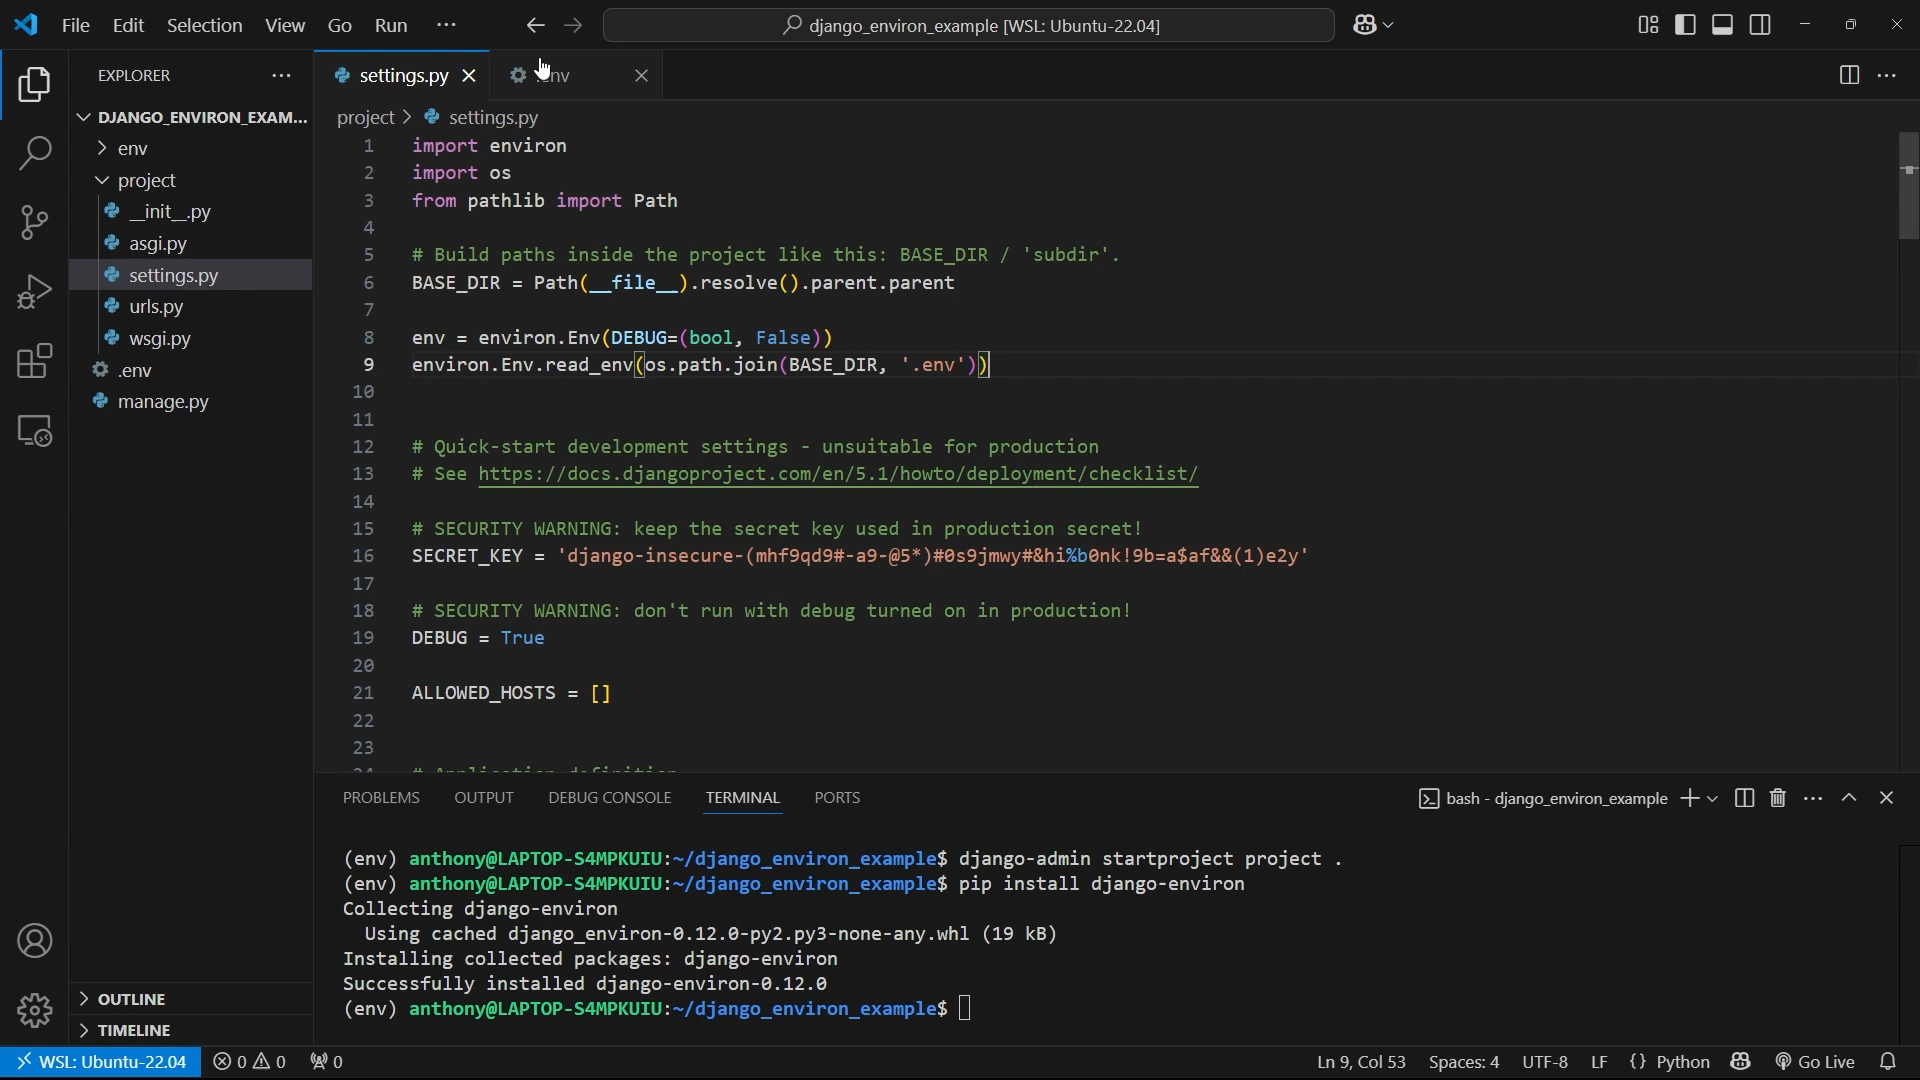 File Edit Selection View Go Run ···
django_environ_example [WSL: Ubuntu-22.04]
EXPLORER
settings.py
.env
DJANGO_ENVIRON_EXAM...
project > settings.py
env
project
__init__.py
asgi.py
settings.py
urls.py
wsgi.py
.env
manage.py
1 import environ
2 import os
3 from pathlib import Path
4
5 # Build paths inside the project like this: BASE_DIR / 'subdir'.
6 BASE_DIR = Path(__file__).resolve().parent.parent
7
8 env = environ.Env(DEBUG=(bool, False))
9 environ.Env.read_env(os.path.join(BASE_DIR, '.env'))
10
11
12 # Quick-start development settings - unsuitable for production
13 # See https://docs.djangoproject.com/en/5.1/howto/deployment/checklist/
14
15 # SECURITY WARNING: keep the secret key used in production secret!
16 SECRET_KEY = 'django-insecure-(mhf9qd9#-a9-@5*)#0s9jmwy#&hi%b0nk!9b=a$af&&(1)e2y'
17
18 # SECURITY WARNING: don't run with debug turned on in production!
19 DEBUG = True
20
21 ALLOWED_HOSTS = []
22
23
24 # Application definition
PROBLEMS OUTPUT DEBUG CONSOLE TERMINAL PORTS
bash - django_environ_example
(env) anthony@LAPTOP-S4MPKUIU:~/django_environ_example$ django-admin startproject project .
(env) anthony@LAPTOP-S4MPKUIU:~/django_environ_example$ pip install django-environ
Collecting django-environ
Using cached django_environ-0.12.0-py2.py3-none-any.whl (19 kB)
Installing collected packages: django-environ
Successfully installed django-environ-0.12.0
(env) anthony@LAPTOP-S4MPKUIU:~/django_environ_example$
OUTLINE
TIMELINE
WSL: Ubuntu-22.04 0 0 0
Ln 9, Col 53 Spaces: 4 UTF-8 LF {} Python Go Live